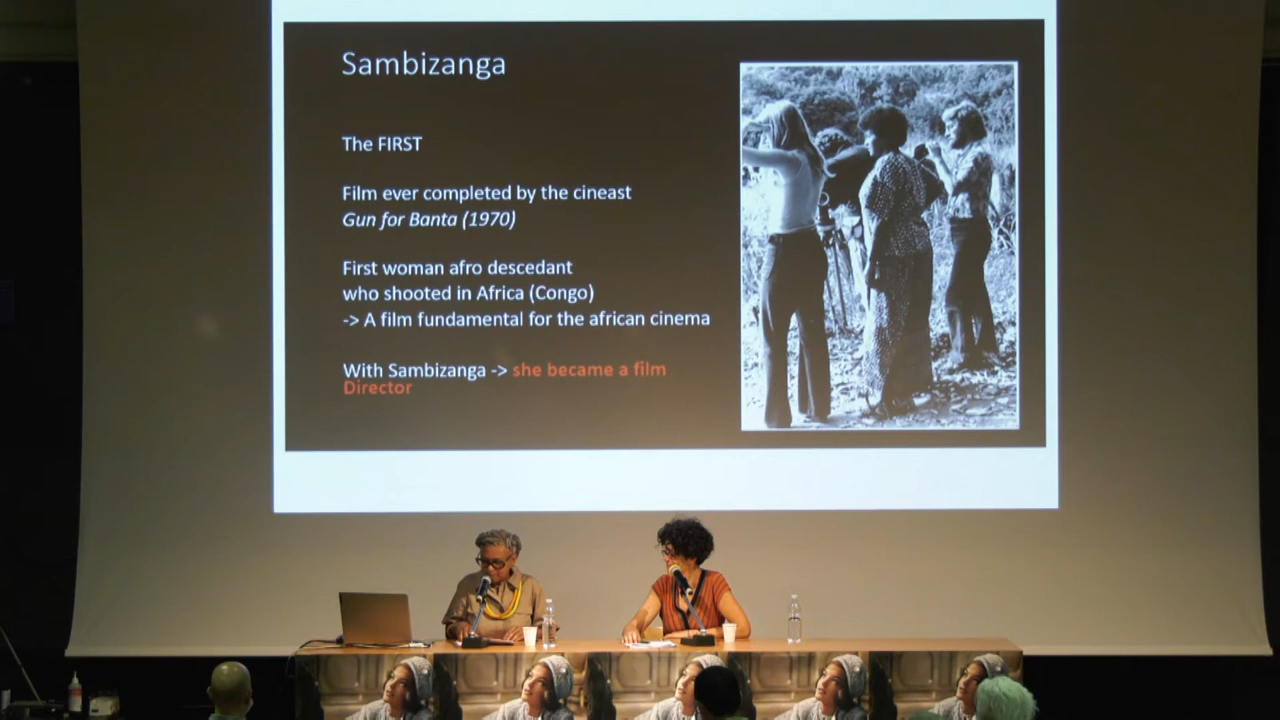 Sambizanga
The FIRST
Film ever completed by the cineast
Gun for Banta (1970)
First woman afro descedant
who shooted in Africa (Congo)
-> A film fundamental for the african cinema
With Sambizanga -> she became a film
Director